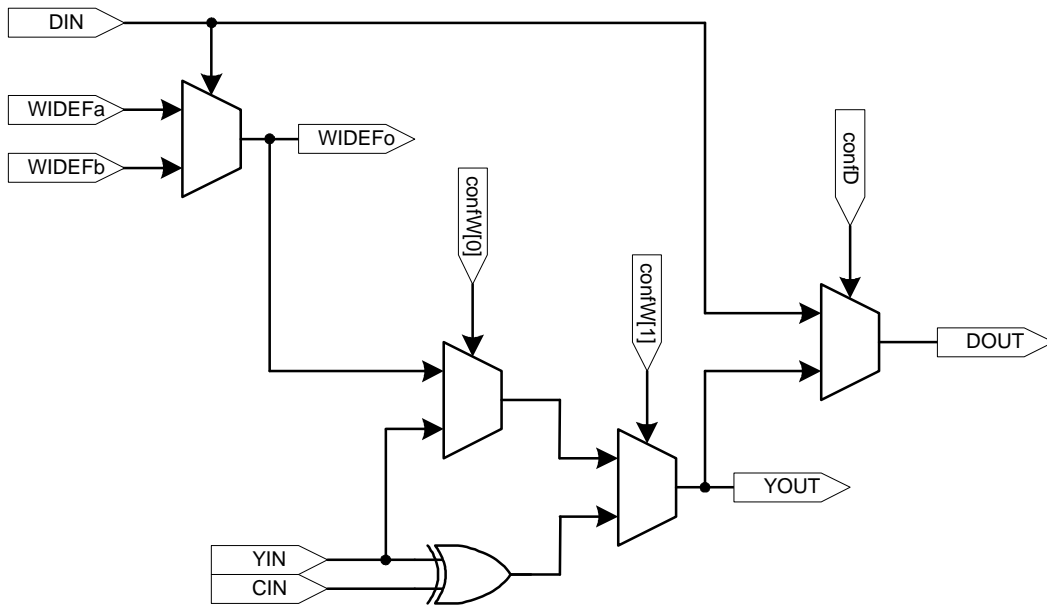 DIN
WIDEFa
WIDEFo
WIDEFb
confD
confW[0]
confW[1]
DOUT
YOUT
YIN
CIN